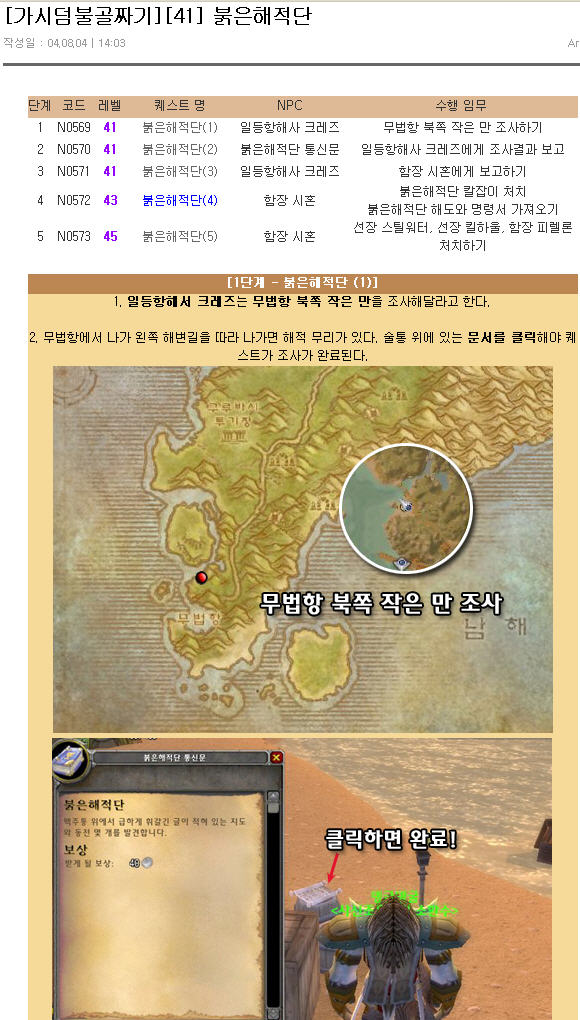 [가시덤불골짜기][41] 붉은해적단
작성일 : 04.08.04 | 14:03
Ar
단계 코드 레벨 퀘스트 명 NPC 수행 임무
1 N0569 41 붉은해적단(1) 일등항해사 크레즈 무법항 북쪽 작은 만 조사하기
2 N0570 41 붉은해적단(2) 붉은해적단 통신문 일등항해사 크레즈에게 조사결과 보고
3 N0571 41 붉은해적단(3) 일등항해사 크레즈 함장 시혼에게 보고하기
4 N0572 43 붉은해적단(4) 함장 시혼 붉은해적단 칼잡이 처치
붉은해적단 해도와 명령서 가져오기
5 N0573 45 붉은해적단(5) 함장 시혼 선장 스틸워터, 선장 킬하울, 함장 피렐론
처치하기
[1단계 - 붉은해적단 (1)]
1. 일등항해서 크레즈는 무법항 북쪽 작은 만을 조사해달라고 한다.
2. 무법항에서 나가 왼쪽 해변길을 따라 나가면 해적 무리가 있다. 술통 위에 있는 문서를 클릭해야 퀘
스트가 조사가 완료된다.
구루바시
투기장
무법항 북쪽 작은 만 조사
무법항
남 해
붉은해적단 통신문
붉은해적단
맥주통 위에서 급하게 휘갈긴 글이 적혀 있는 지도
와 동전 몇 개를 발견합니다.
보상
받게 될 보상: 40
클릭하면 완료!